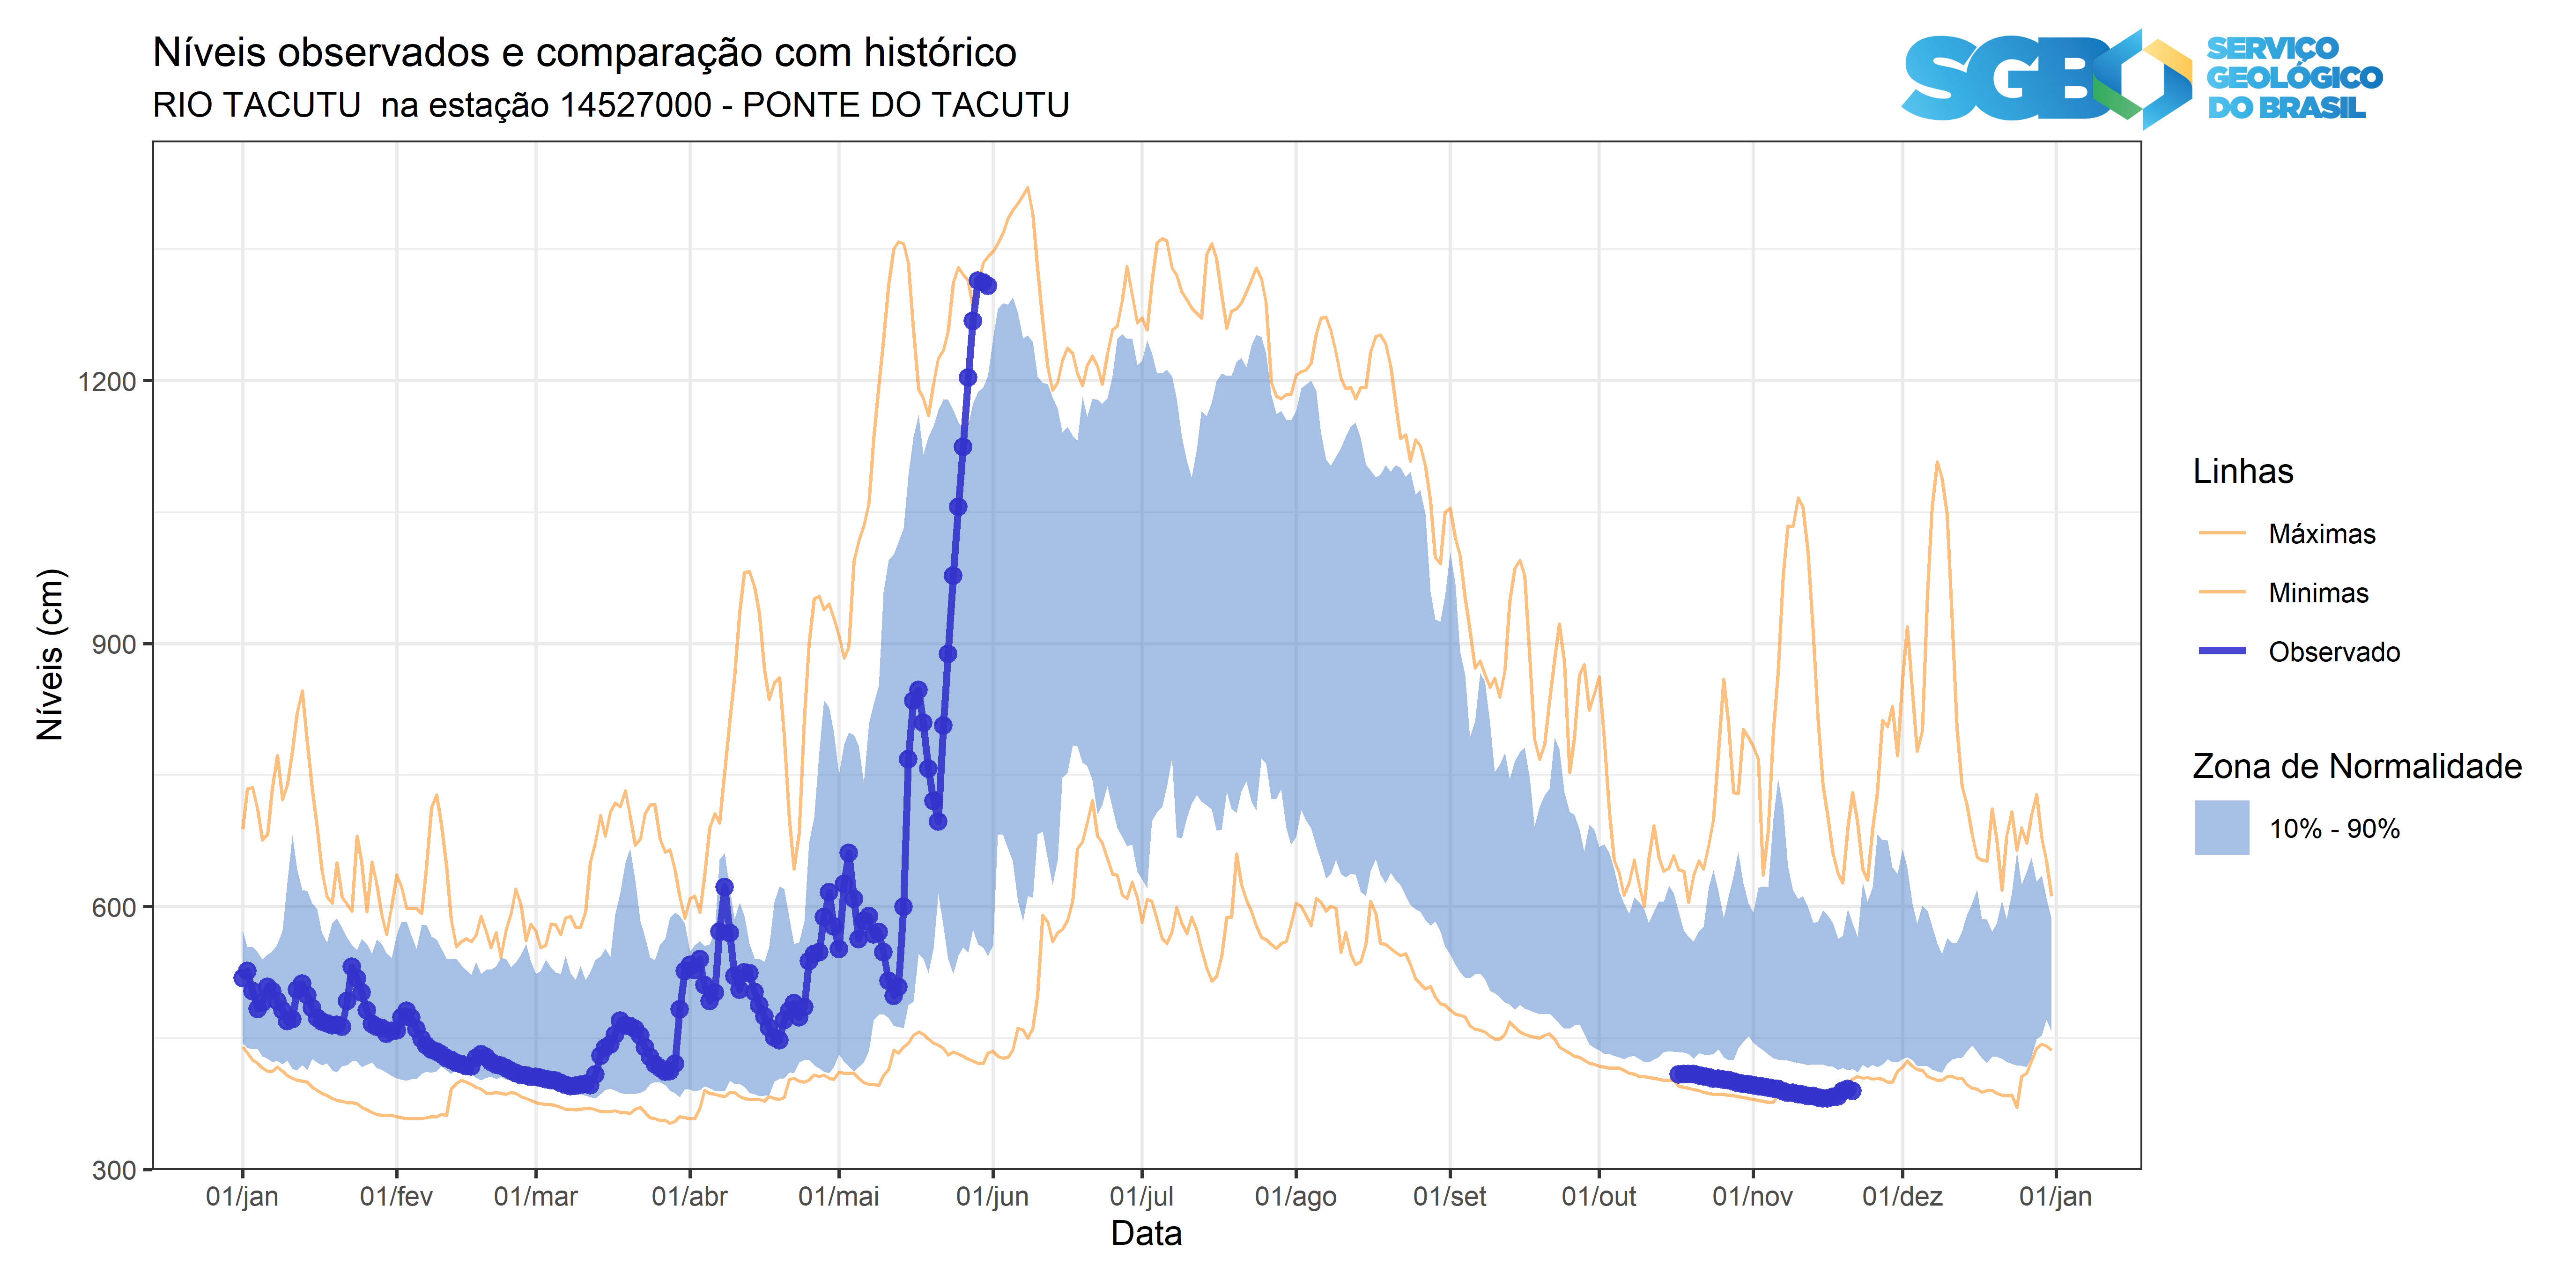 Níveis observados e comparação com histórico
RIO TACUTU na estação 14527000 - PONTE DO TACUTU
SGB
SERVIÇO
GEOLÓGICO
DO BRASIL
Níveis (cm)
1200
900
600
300
01/jan
01/fev
01/mar
01/abr
01/mai
01/jun
01/jul
01/ago
01/set
01/out
01/nov
01/dez
01/jan
Data
Linhas
Máximas
Minimas
Observado
Zona de Normalidade
10% - 90%